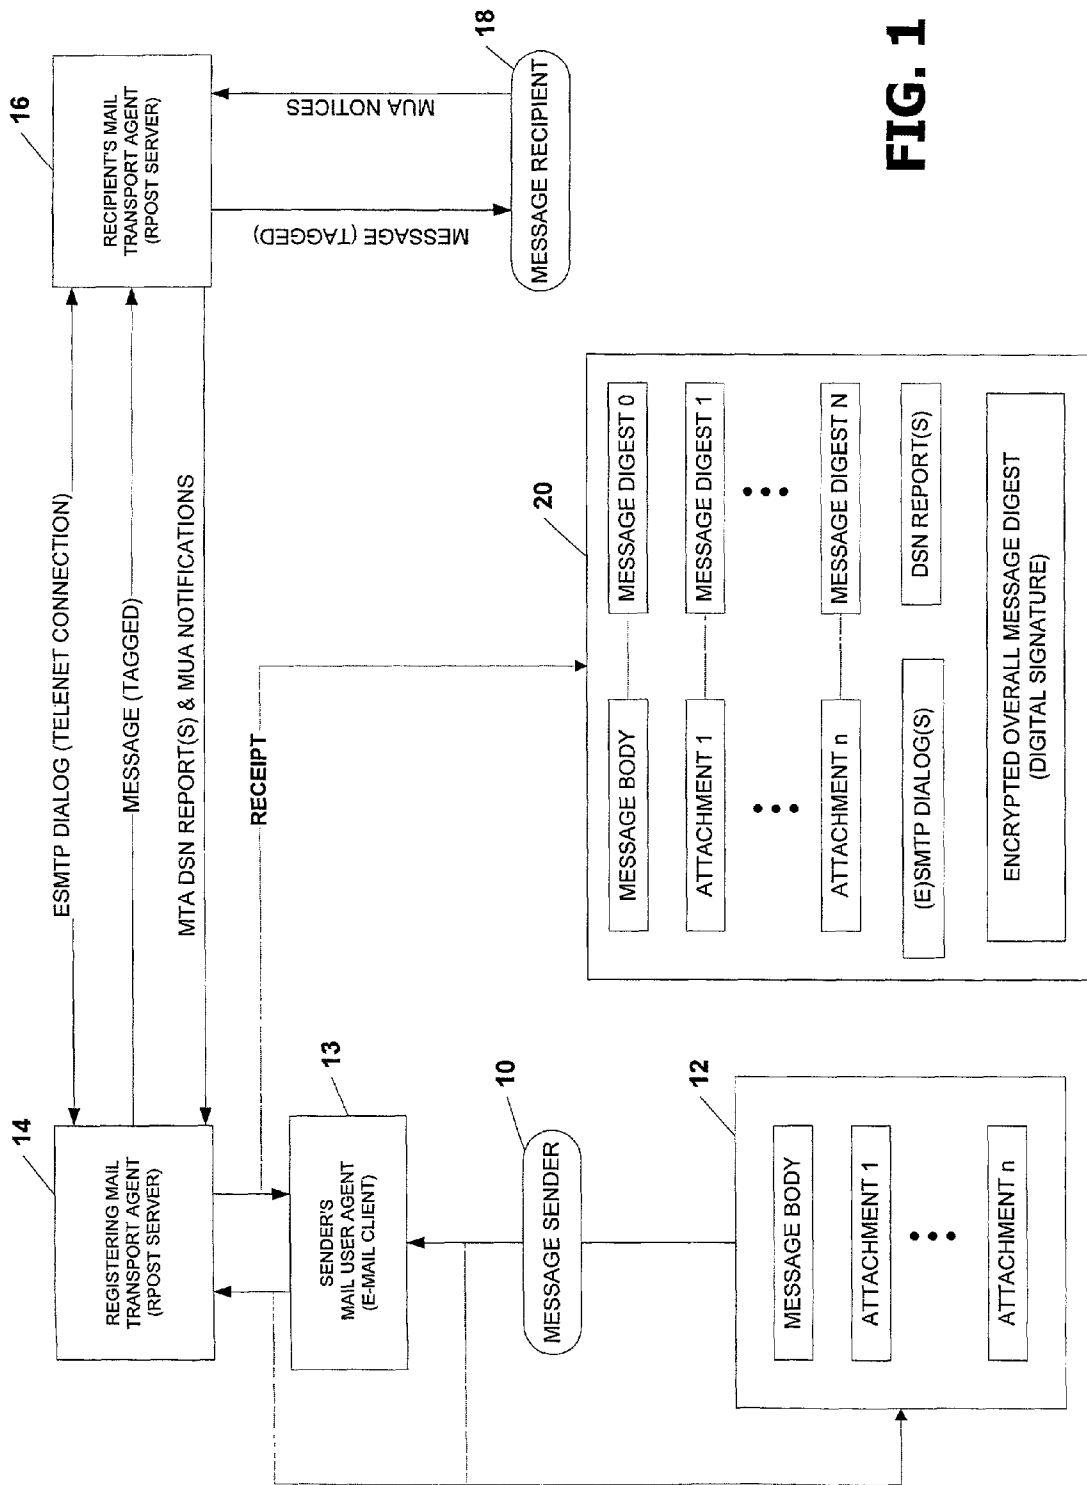 14
REGISTERING MAIL
TRANSPORT AGENT
(RPOST SERVER)
ESMTP DIALOG (TELENET CONNECTION)
MESSAGE (TAGGED)
MTA DSN REPORT(S) & MUA NOTIFICATIONS
16
RECIPIENT'S MAIL
TRANSPORT AGENT
(RPOST SERVER)
RECEIPT
MESSAGE (TAGGED)
MUA NOTICES
13
SENDER'S
MAIL USER AGENT
(E-MAIL CLIENT)
10
MESSAGE SENDER
18
MESSAGE RECIPIENT
12
MESSAGE BODY
ATTACHMENT 1
ATTACHMENT n
20
MESSAGE BODY
MESSAGE DIGEST 0
ATTACHMENT 1
MESSAGE DIGEST 1
ATTACHMENT n
MESSAGE DIGEST N
(E)SMTP DIALOG(S)
DSN REPORT(S)
ENCRYPTED OVERALL MESSAGE DIGEST
(DIGITAL SIGNATURE)
FIG. 1